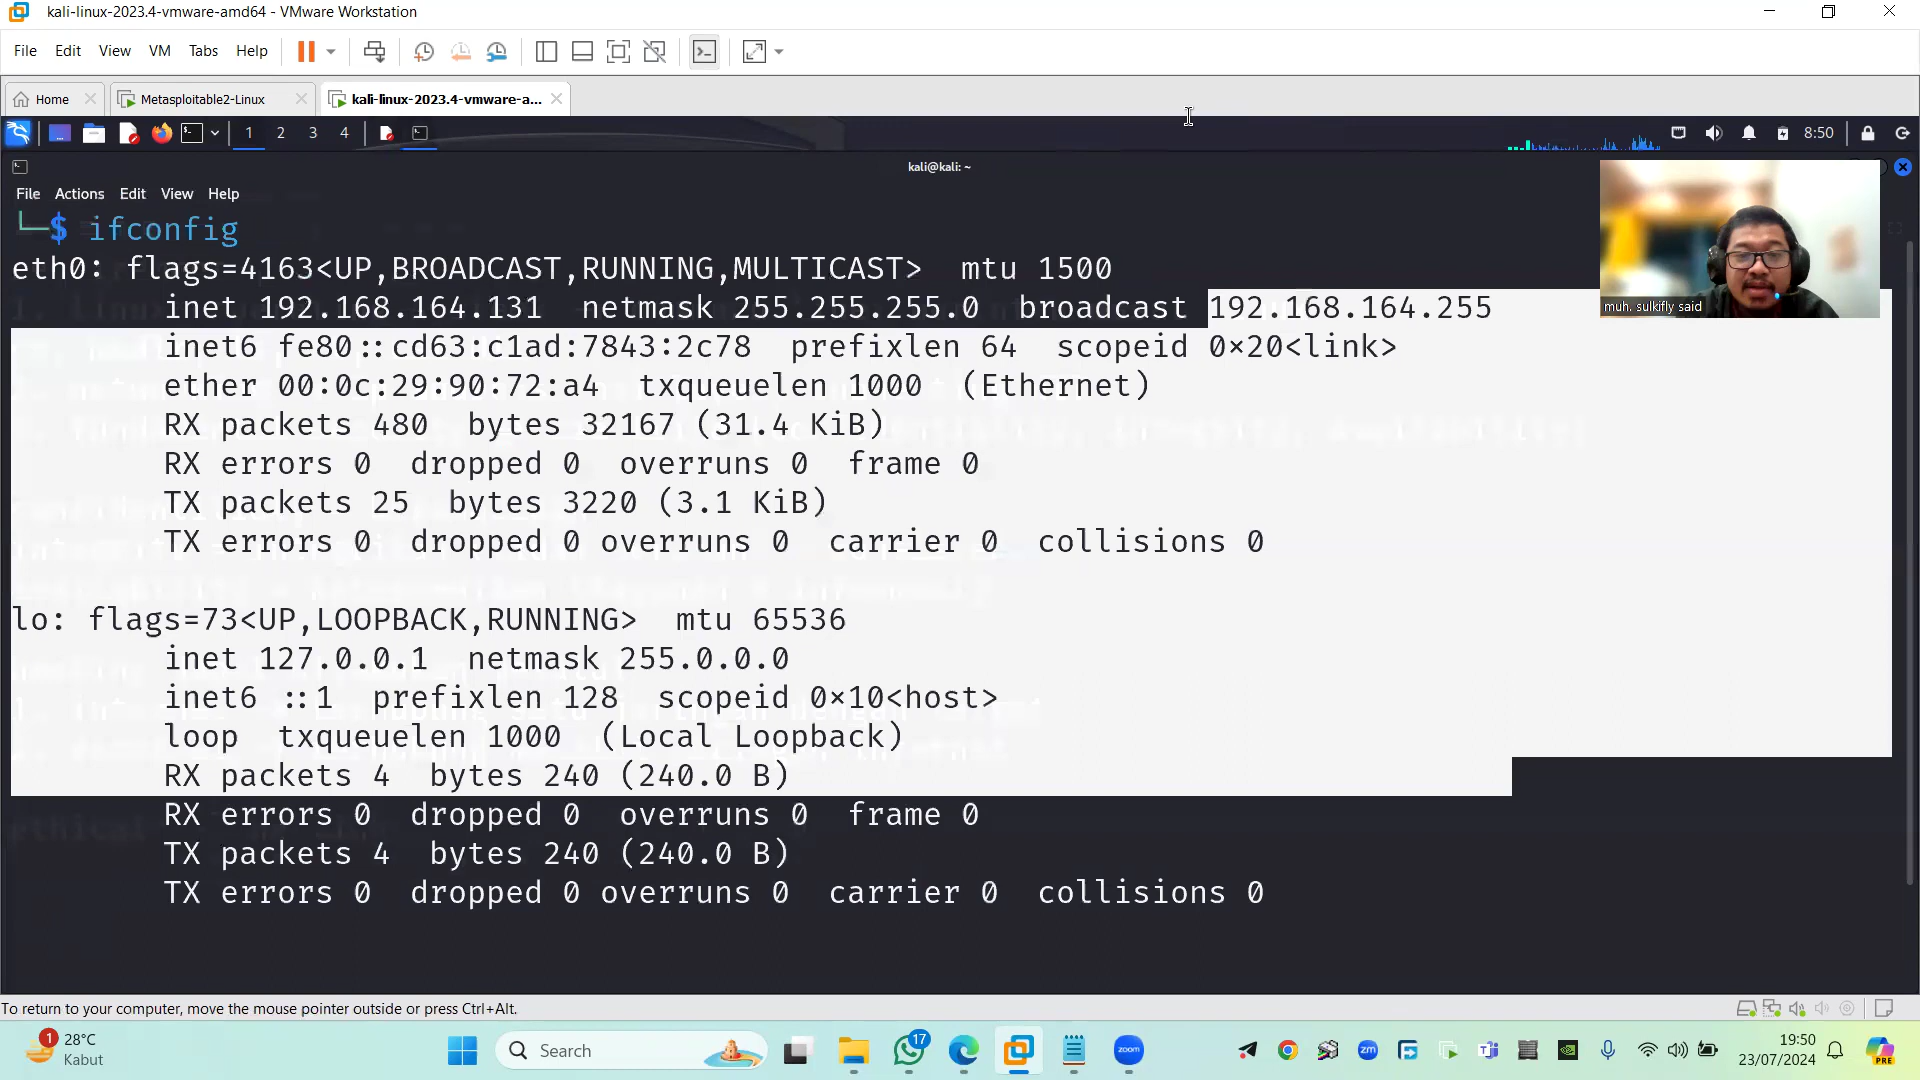 kali-linux-2023.4-vmware-amd64 - VMware Workstation
File Edit View VM Tabs Help
Home Metasploitable2-Linux kali-linux-2023.4-vmware-a...
1 2 3 4 8:50
kali@kali: ~
File Actions Edit View Help
└─$ ifconfig
eth0: flags=4163<UP,BROADCAST,RUNNING,MULTICAST>  mtu 1500
        inet 192.168.164.131  netmask 255.255.255.0  broadcast 192.168.164.255
        inet6 fe80::cd63:c1ad:7843:2c78  prefixlen 64  scopeid 0×20<link>
        ether 00:0c:29:90:72:a4  txqueuelen 1000  (Ethernet)
        RX packets 480  bytes 32167 (31.4 KiB)
        RX errors 0  dropped 0  overruns 0  frame 0
        TX packets 25  bytes 3220 (3.1 KiB)
        TX errors 0  dropped 0 overruns 0  carrier 0  collisions 0
lo: flags=73<UP,LOOPBACK,RUNNING>  mtu 65536
        inet 127.0.0.1  netmask 255.0.0.0
        inet6 ::1  prefixlen 128  scopeid 0×10<host>
        loop  txqueuelen 1000  (Local Loopback)
        RX packets 4  bytes 240 (240.0 B)
        RX errors 0  dropped 0  overruns 0  frame 0
        TX packets 4  bytes 240 (240.0 B)
        TX errors 0  dropped 0 overruns 0  carrier 0  collisions 0
muh. sulkifly said
To return to your computer, move the mouse pointer outside or press Ctrl+Alt.
1 28°C
Kabut
Search
17
zoom
zm
19:50
23/07/2024
PRE